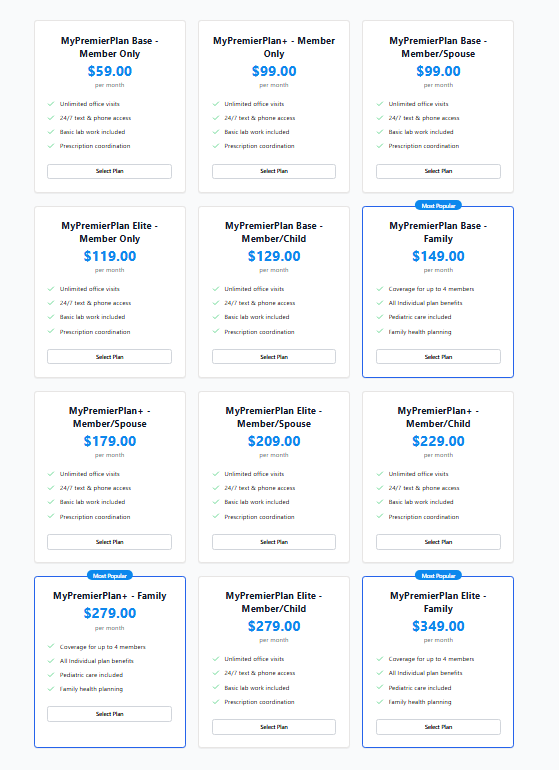 MyPremierPlan Base -
Member Only
$59.00
per month
Unlimited office visits
24/7 text & phone access
Basic lab work included
Prescription coordination
Select Plan
MyPremierPlan+ - Member
Only
$99.00
per month
Unlimited office visits
24/7 text & phone access
Basic lab work included
Prescription coordination
Select Plan
MyPremierPlan Base -
Member/Spouse
$99.00
per month
Unlimited office visits
24/7 text & phone access
Basic lab work included
Prescription coordination
Select Plan
MyPremierPlan Elite -
Member Only
$119.00
per month
Unlimited office visits
24/7 text & phone access
Basic lab work included
Prescription coordination
Select Plan
MyPremierPlan Base -
Member/Child
$129.00
per month
Unlimited office visits
24/7 text & phone access
Basic lab work included
Prescription coordination
Select Plan
Most Popular
MyPremierPlan Base -
Family
$149.00
per month
Coverage for up to 4 members
All Individual plan benefits
Pediatric care included
Family health planning
Select Plan
MyPremierPlan+ -
Member/Spouse
$179.00
per month
Unlimited office visits
24/7 text & phone access
Basic lab work included
Prescription coordination
Select Plan
MyPremierPlan Elite -
Member/Spouse
$209.00
per month
Unlimited office visits
24/7 text & phone access
Basic lab work included
Prescription coordination
Select Plan
MyPremierPlan+ -
Member/Child
$229.00
per month
Unlimited office visits
24/7 text & phone access
Basic lab work included
Prescription coordination
Select Plan
Most Popular
MyPremierPlan+ - Family
$279.00
per month
Coverage for up to 4 members
All Individual plan benefits
Pediatric care included
Family health planning
Select Plan
MyPremierPlan Elite -
Member/Child
$279.00
per month
Unlimited office visits
24/7 text & phone access
Basic lab work included
Prescription coordination
Select Plan
Most Popular
MyPremierPlan Elite -
Family
$349.00
per month
Coverage for up to 4 members
All Individual plan benefits
Pediatric care included
Family health planning
Select Plan